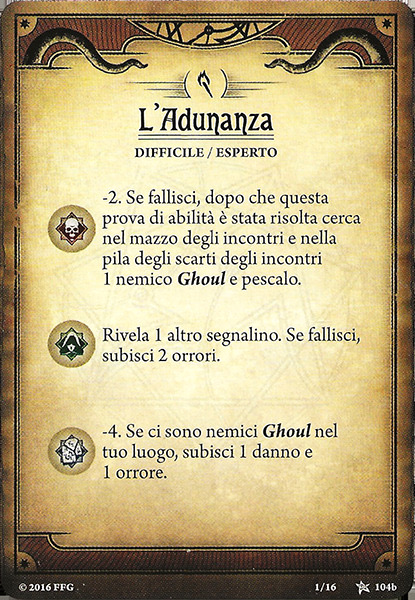 L'Adunanza
DIFFICILE / ESPERTO
-2. Se fallisci, dopo che questa
prova di abilità è stata risolta cerca
nel mazzo degli incontri e nella
pila degli scarti degli incontri
1 nemico Ghoul e pescalo.
Rivela 1 altro segnalino. Se fallisci,
subisci 2 orrori.
-4. Se ci sono nemici Ghoul nel
tuo luogo, subisci 1 danno e
1 orrore.
© 2016 FFG 1/16 104b